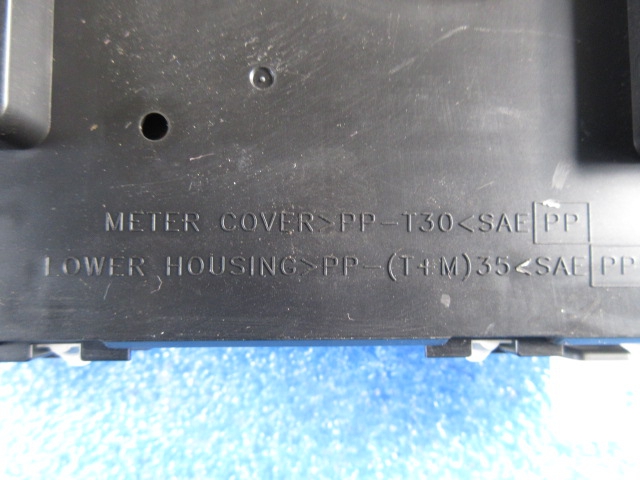 METER COVER>PP-T30<SAE PP
LOWER HOUSING>PP-(T+M)35<SAE PP